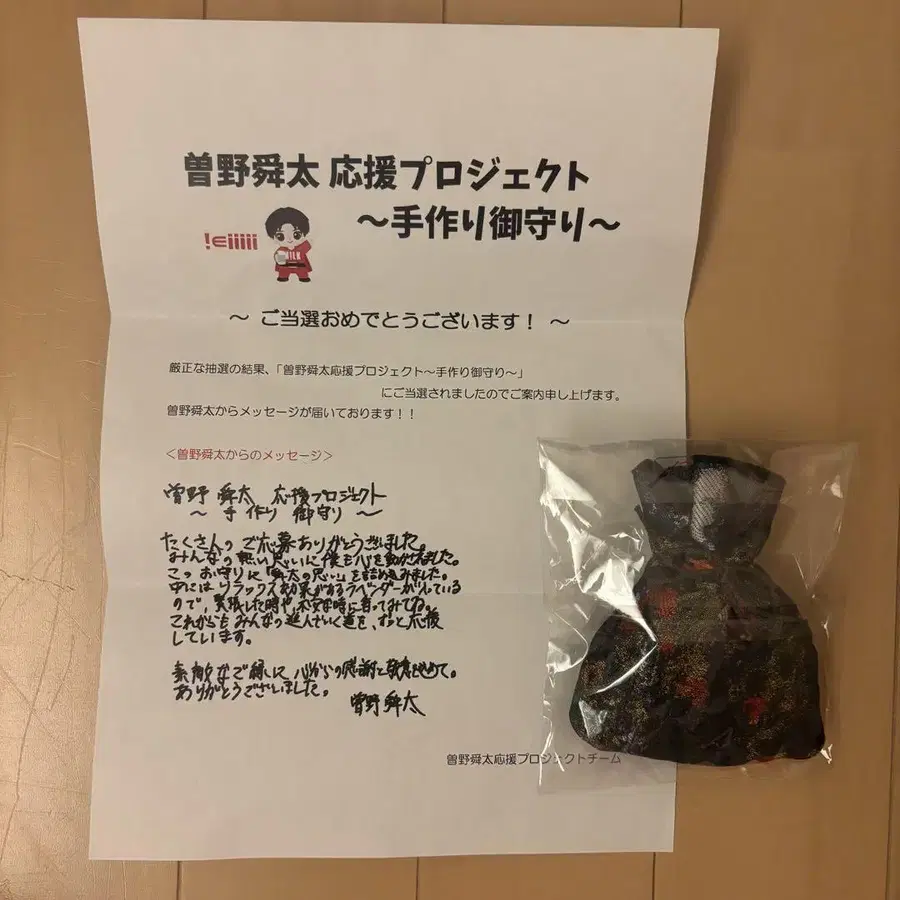 曽野舜太 応援プロジェクト
～手作り御守り～
!∈iiiii
MILK
～ ご当選おめでとうございます！ ～
厳正な抽選の結果、「曽野舜太応援プロジェクト～手作り御守り～」
にご当選されましたのでご案内申し上げます。
曽野舜太からメッセージが届いております！！
＜曽野舜太からのメッセージ＞
曽野 舜太 応援プロジェクト
～ 手作り 御守り ～
たくさんのご応募ありがとうございました。
みんなの熱い思いに僕も心を動かされました。
このお守りに「舜太の思い」を詰め込みました。
中にはリラックス効果があるラベンダーが入っている
ので、緊張した時や、不安な時に香ってみてね。
これからもみんなの進んでいく道を、ずっと応援
しています。
素敵なご縁に 心からの感謝と敬意を込めて。
ありがとうございました。
曽野舜太
曽野舜太応援プロジェクトチーム